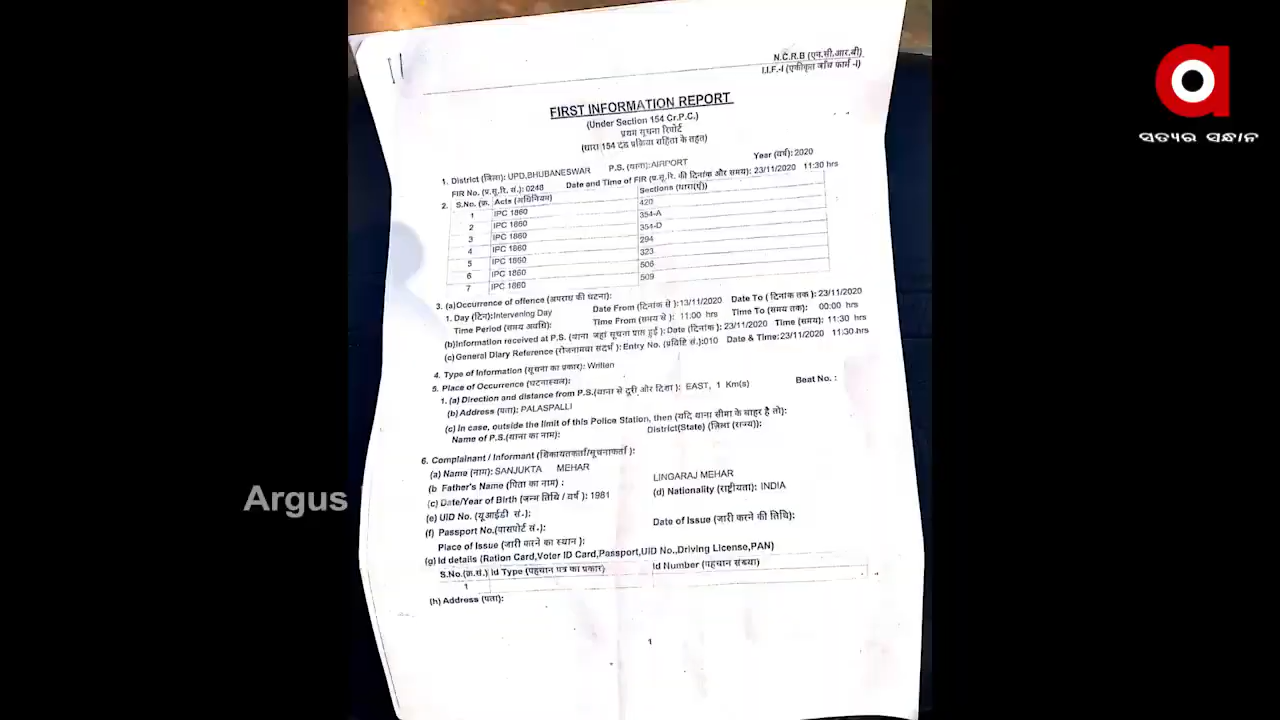 N.C.R.B (एन.सी.आर.बी)
I.I.F.-I (एकीकृत जाँच फार्म -I)
FIRST INFORMATION REPORT
(Under Section 154 Cr.P.C.)
प्रथम सूचना रिपोर्ट
(धारा 154 दंड प्रक्रिया संहिता के तहत)
1. District (जिला): UPD,BHUBANESWAR P.S. (थाना):AIRPORT Year (वर्ष): 2020
FIR No. (प्र.सू.रि. सं.): 0248 Date and Time of FIR (प्र.सू.रि. की दिनांक और समय): 23/11/2020 11:30 hrs
2. S.No. (क्र. Acts (अधिनियम) Sections (धारा(एँ))
1 IPC 1860 420
2 IPC 1860 354-A
3 IPC 1860 354-D
4 IPC 1860 294
5 IPC 1860 323
6 IPC 1860 506
7 IPC 1860 509
3. (a)Occurrence of offence (अपराध की घटना):
1. Day (दिन):Intervening Day Date From (दिनांक से ):13/11/2020 Date To ( दिनांक तक ): 23/11/2020
Time Period (समय अवधि): Time From (समय से ): 11:00 hrs Time To (समय तक): 00:00 hrs
(b)Information received at P.S. (थाना जहां सूचना प्राप्त हुई ): Date (दिनांक ): 23/11/2020 Time (समय): 11:30 hrs
(c) General Diary Reference (रोजनामचा संदर्भ ): Entry No. (प्रविष्टि सं.):010 Date & Time:23/11/2020 11:30 hrs
4. Type of Information (सूचना का प्रकार): Written
5. Place of Occurrence (घटनास्थल):
1. (a) Direction and distance from P.S.(थाना से दूरी और दिशा ): EAST, 1 Km(s) Beat No. :
(b) Address (पता): PALASPALLI
(c) In case, outside the limit of this Police Station, then (यदि थाना सीमा के बाहर है तो):
Name of P.S.(थाना का नाम): District(State) (ज़िला (राज्य)):
6. Complainant / Informant (शिकायतकर्ता/सूचनाकर्ता ):
(a) Name (नाम): SANJUKTA MEHAR
(b Father's Name (पिता का नाम) : LINGARAJ MEHAR
(c) Date/Year of Birth (जन्म तिथि / वर्ष ): 1981 (d) Nationality (राष्ट्रीयता): INDIA
(e) UID No. (यूआईडी सं.):
(f) Passport No.(पासपोर्ट सं.): Date of Issue (जारी करने की तिथि):
Place of Issue (जारी करने का स्थान ):
(g) Id details (Ration Card,Voter ID Card,Passport,UID No.,Driving License,PAN)
S.No.(क्र.सं.) Id Type (पहचान पत्र का प्रकार) Id Number (पहचान संख्या)
1
(h) Address (पता):
1
Argus
a
ସତ୍ୟର ସନ୍ଧାନ